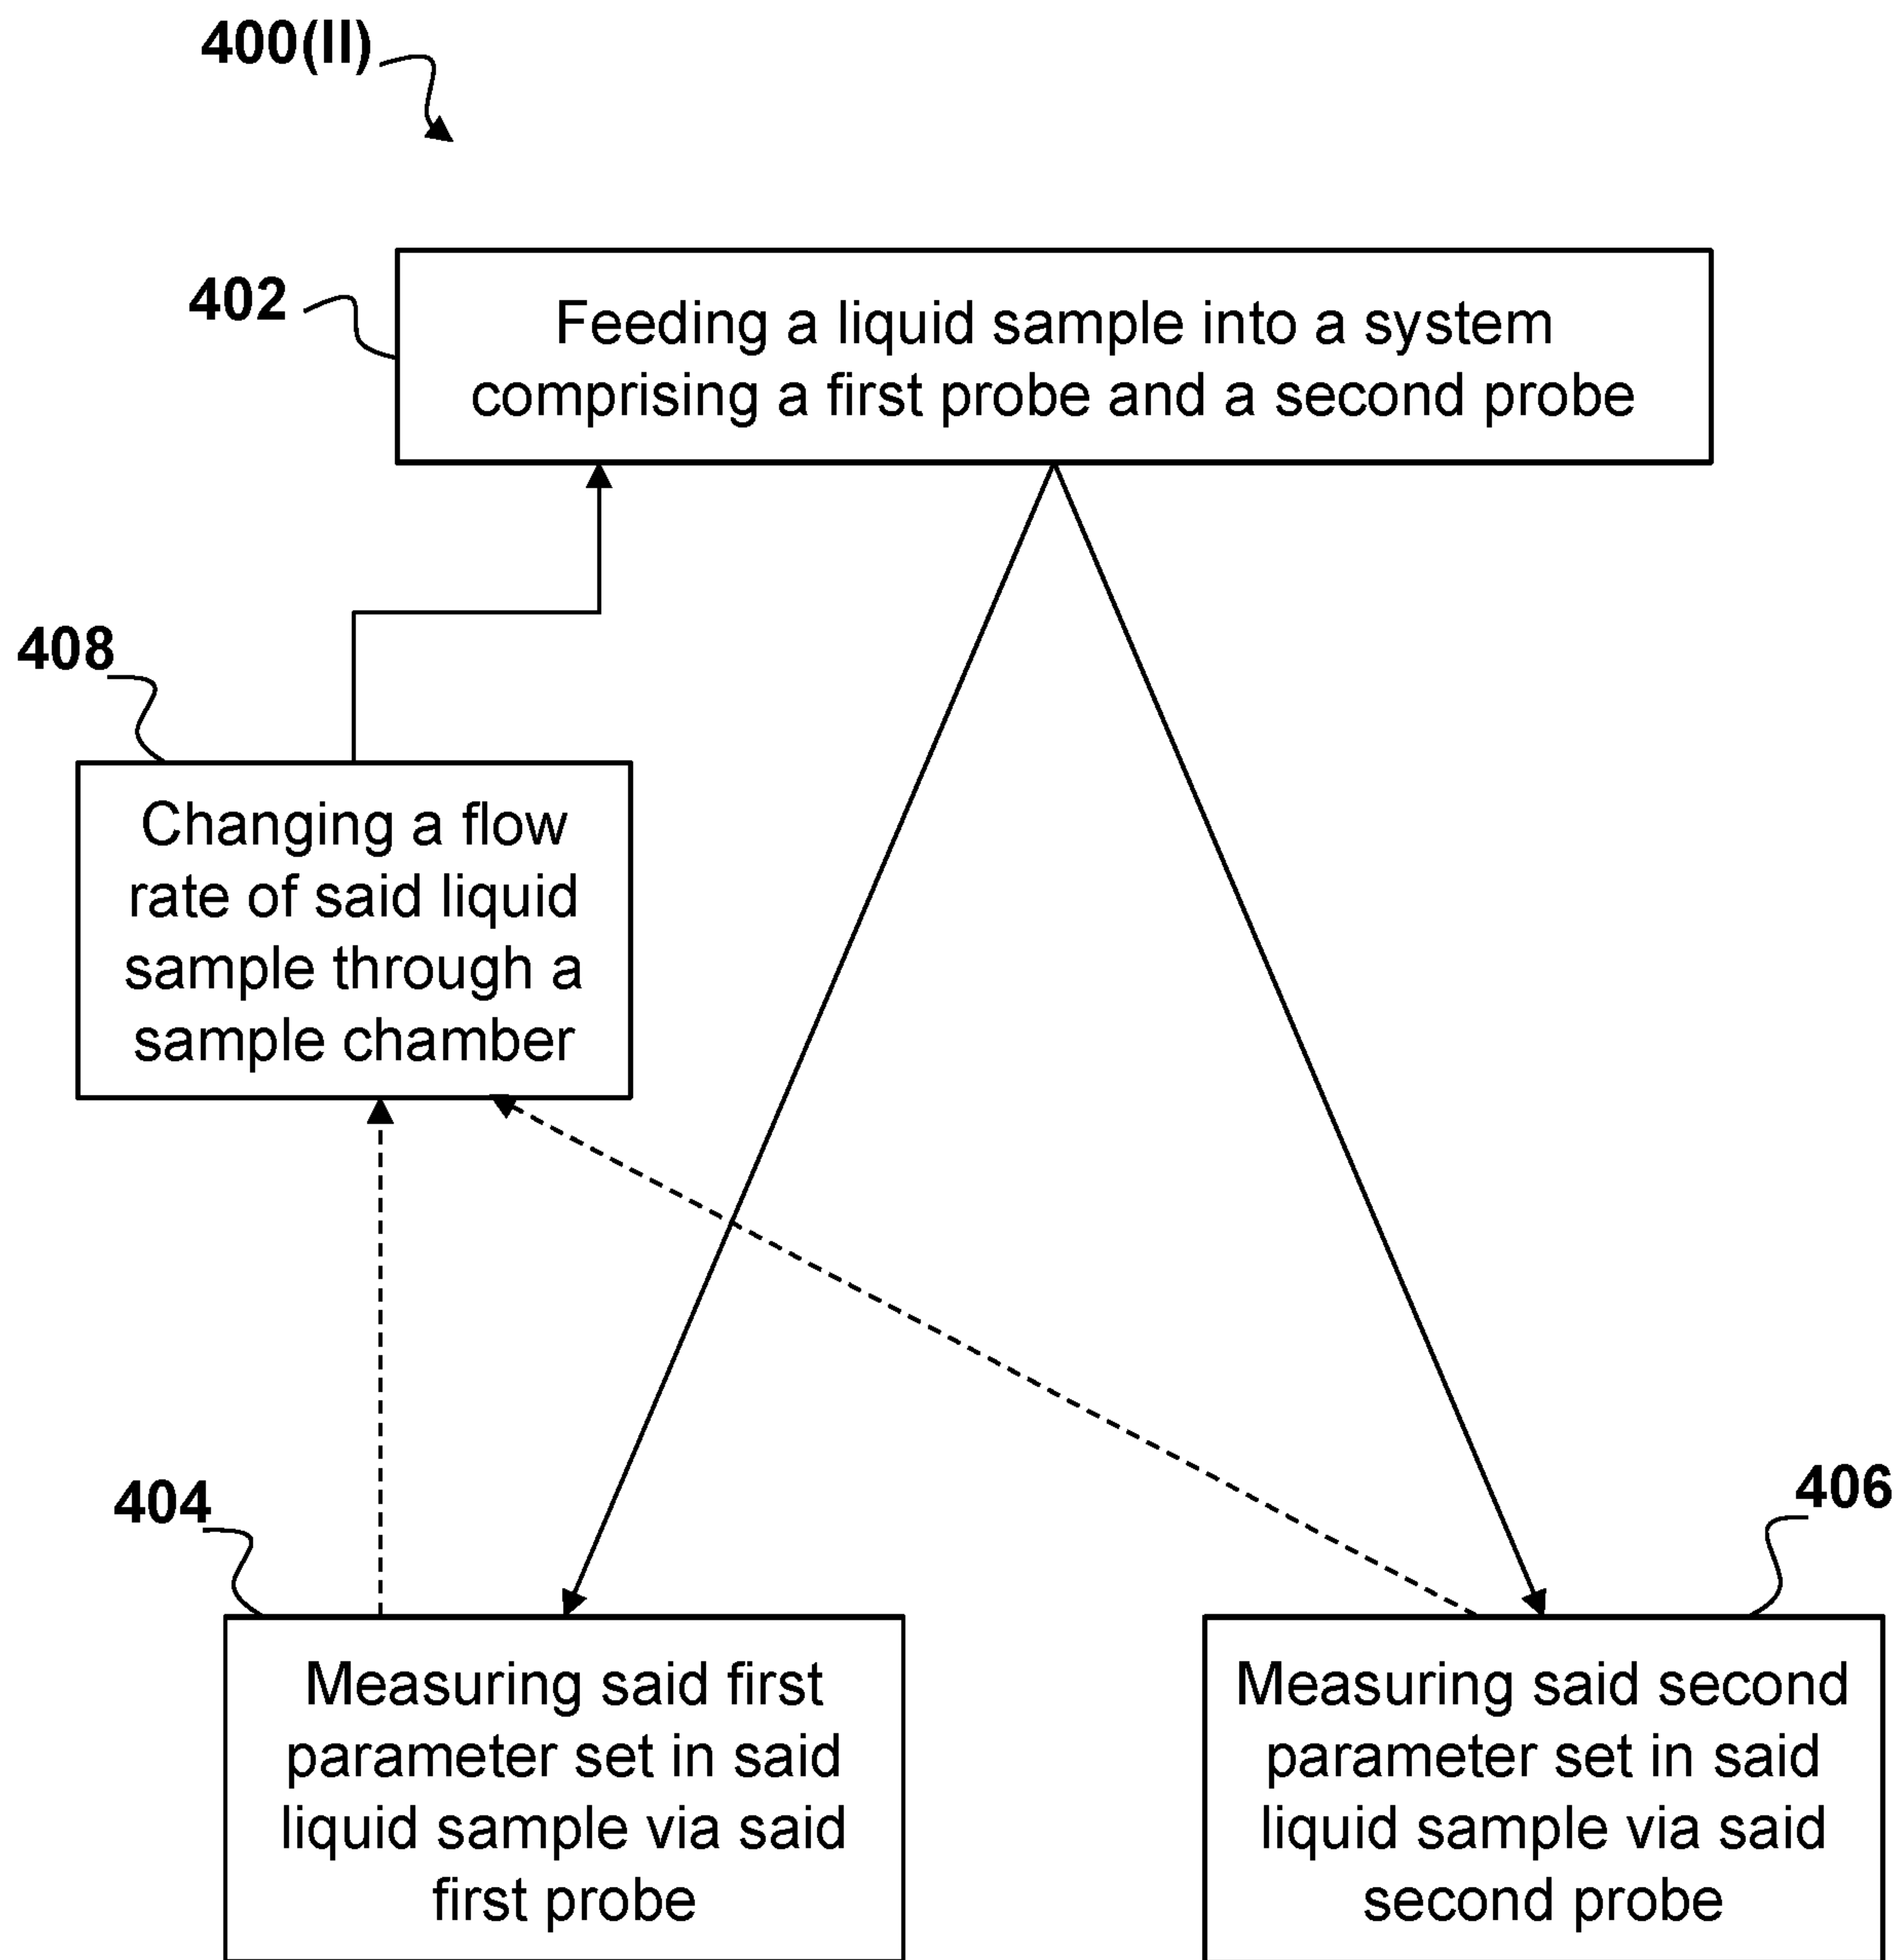 400(II)
402
Feeding a liquid sample into a system
comprising a first probe and a second probe
408
Changing a flow
rate of said liquid
sample through a
sample chamber
404
Measuring said first
parameter set in said
liquid sample via said
first probe
406
Measuring said second
parameter set in said
liquid sample via said
second probe